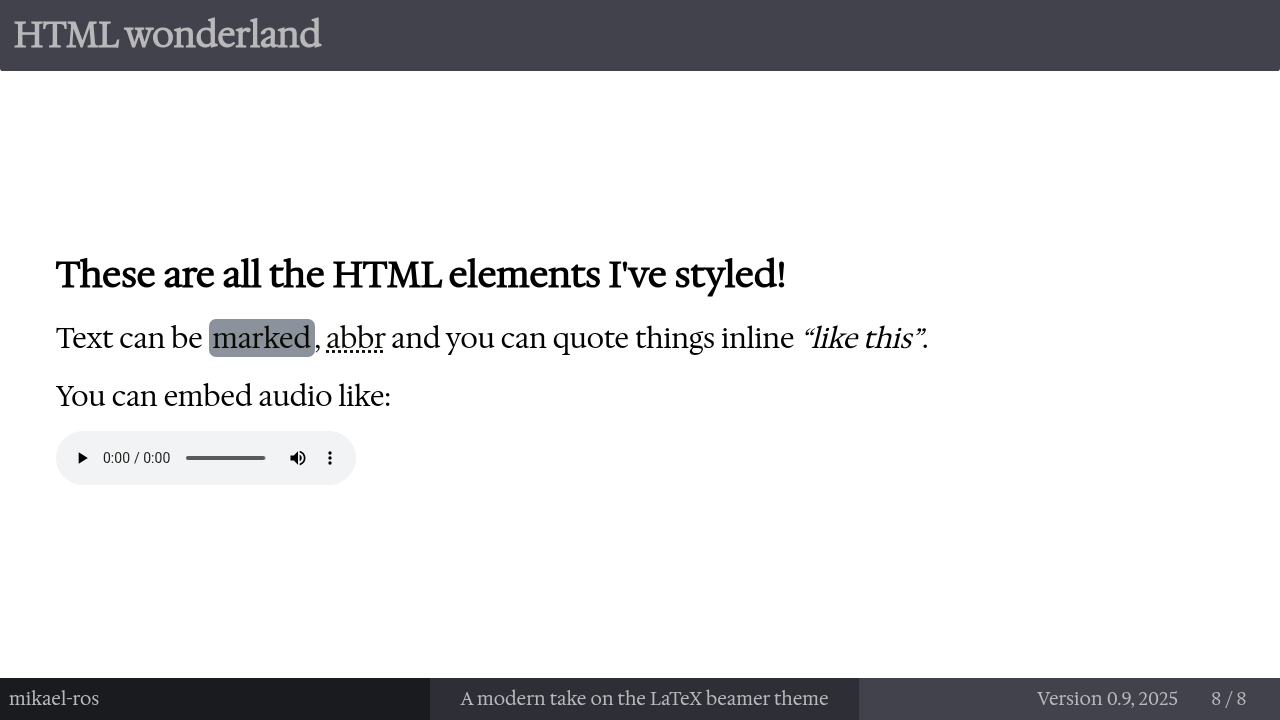 HTML wonderland
These are all the HTML elements I've styled!
Text can be marked, abbr and you can quote things inline “like this”.
You can embed audio like:
0:00 / 0:00
mikael-ros
A modern take on the LaTeX beamer theme
Version 0.9, 2025
8 / 8